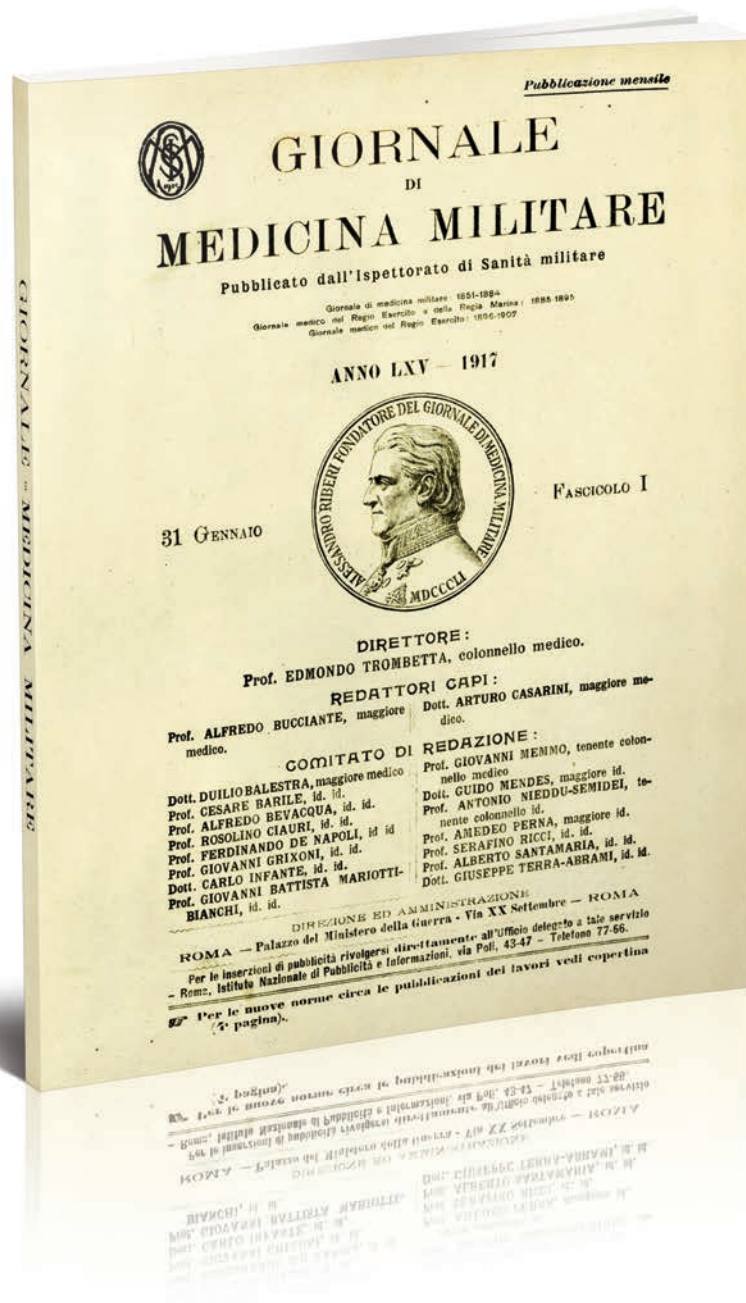 Pubblicazione mensile
GIORNALE
DI
MEDICINA MILITARE
Pubblicato dall'Ispettorato di Sanità militare
Giornale di medicina militare: 1851-1884
Giornale medico del Regio Esercito e della Regia Marina: 1885-1895
Giornale medico del Regio Esercito: 1896-1907
ANNO LXV — 1917
ALESSANDRO RIBERI FONDATORE DEL GIORNALE DI MEDICINA MILITARE
MDCCCLI
31 GENNAIO
FASCICOLO I
DIRETTORE:
Prof. EDMONDO TROMBETTA, colonnello medico.
REDATTORI CAPI:
Prof. ALFREDO BUCCIANTE, maggiore
medico.
Dott. ARTURO CASARINI, maggiore me-
dico.
COMITATO DI REDAZIONE:
Dott. DUILIO BALESTRA, maggiore medico
Prof. CESARE BARILE, id. id.
Prof. ALFREDO BEVACQUA, id. id.
Prof. ROSOLINO CIAURI, id. id.
Prof. FERDINANDO DE NAPOLI, id id
Prof. GIOVANNI GRIXONI, id. id.
Dott. CARLO INFANTE, id. id.
Prof. GIOVANNI BATTISTA MARIOTTI-
BIANCHI, id. id.
Prof. GIOVANNI MEMMO, tenente colon-
nello medico
Dott. GUIDO MENDES, maggiore id.
Prof. ANTONIO NIEDDU-SEMIDEI, te-
nente colonnello id.
Prof. AMEDEO PERNA, maggiore id.
Prof. SERAFINO RICCI, id. id.
Prof. ALBERTO SANTAMARIA, id. id.
Dott. GIUSEPPE TERRA-ABRAMI, id. id.
DIREZIONE ED AMMINISTRAZIONE
ROMA — Palazzo del Ministero della Guerra - Via XX Settembre — ROMA
Per le inserzioni di pubblicità rivolgersi direttamente all'Ufficio delegato a tale servizio
- Roma, Istituto Nazionale di Pubblicità e Informazioni, via Poli, 43-47 - Telefono 77-66.
Per le nuove norme circa le pubblicazioni dei lavori vedi copertina
(4ª pagina).
GIORNALE - MEDICINA MILITARE